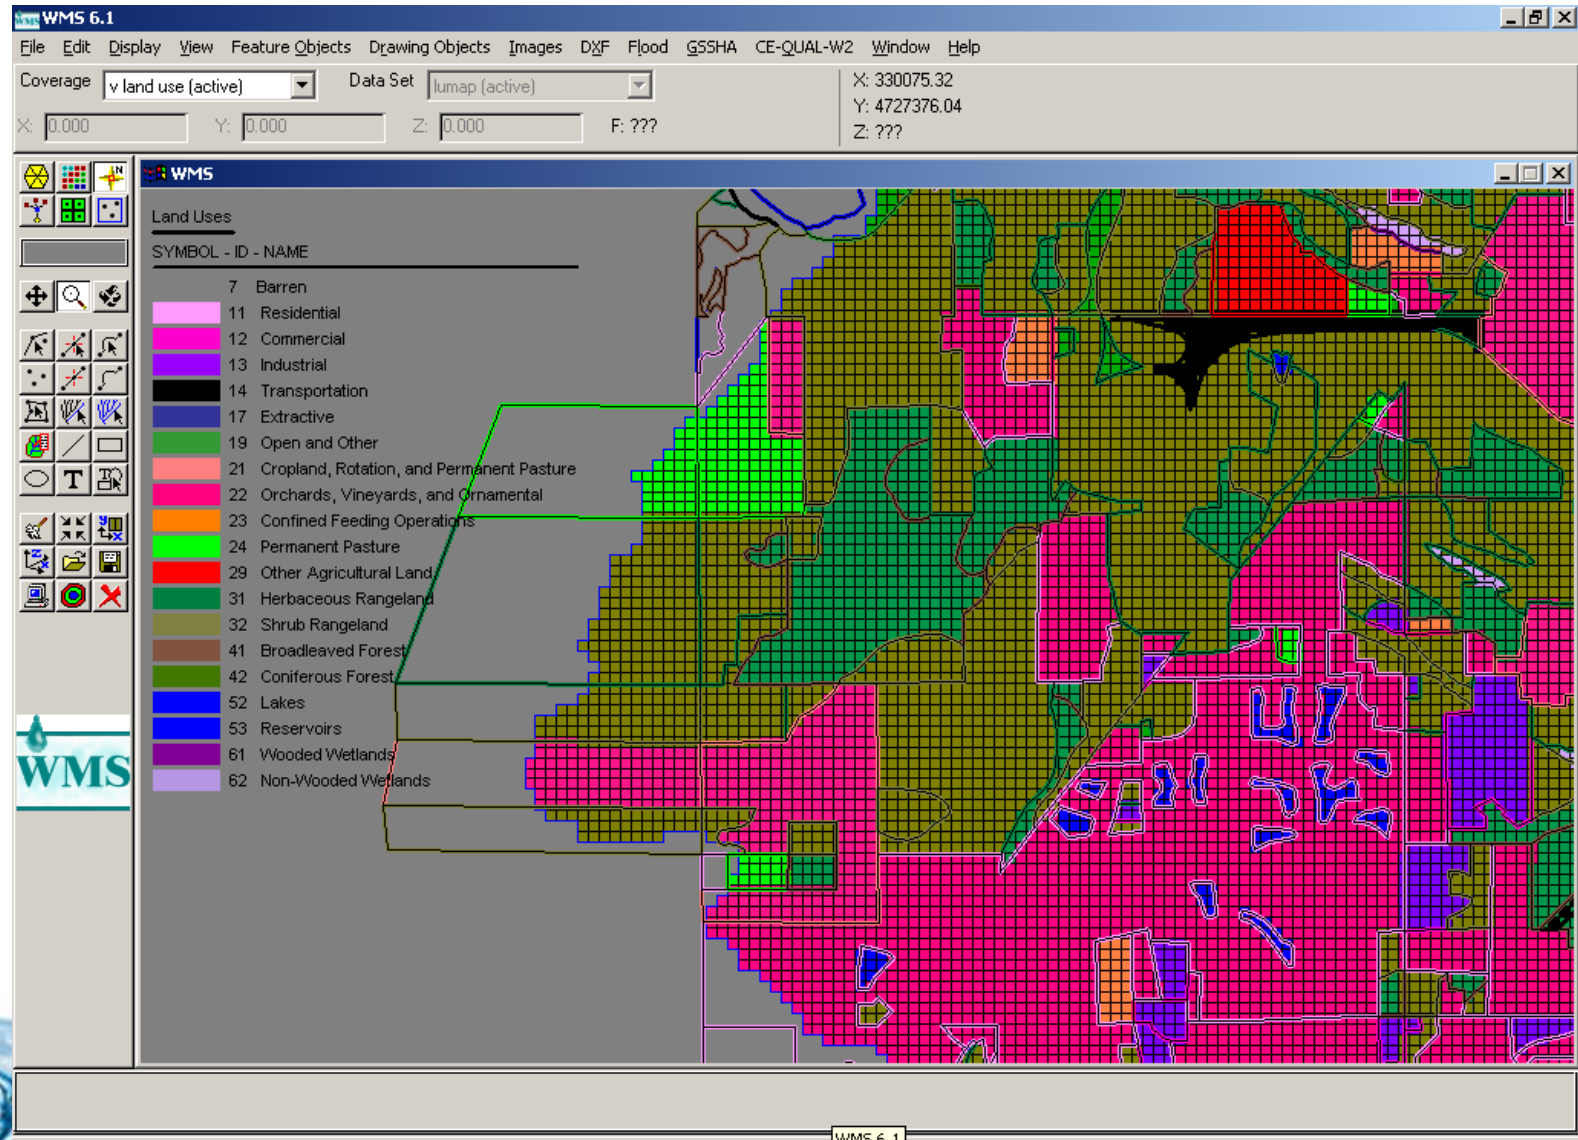 WMS 6.1
File Edit Display View Feature Objects Drawing Objects Images DXF Flood GSSHA CE-QUAL-W2 Window Help
Coverage v land use (active) Data Set lumap (active) X: 330075.32
Y: 4727376.04
X: 0.000 Y: 0.000 Z: 0.000 F: ??? Z: ???
WMS
Land Uses
SYMBOL - ID - NAME
7 Barren
11 Residential
12 Commercial
13 Industrial
14 Transportation
17 Extractive
19 Open and Other
21 Cropland, Rotation, and Permanent Pasture
22 Orchards, Vineyards, and Ornamental
23 Confined Feeding Operations
24 Permanent Pasture
29 Other Agricultural Land
31 Herbaceous Rangeland
32 Shrub Rangeland
41 Broadleaved Forest
42 Coniferous Forest
52 Lakes
53 Reservoirs
61 Wooded Wetlands
62 Non-Wooded Wetlands
WMS
WMS 6.1